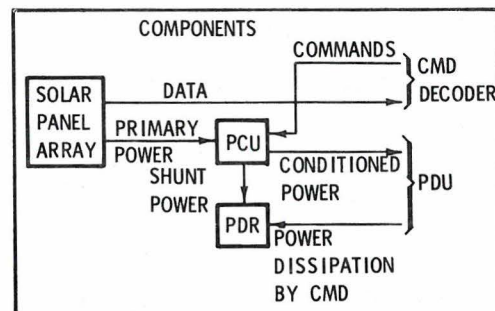 COMPONENTS
COMMANDS
CMD
DECODER
SOLAR
PANEL
ARRAY
DATA
PRIMARY
POWER
PCU
CONDITIONED
POWER
PDU
SHUNT
POWER
PDR
POWER
DISSIPATION
BY CMD